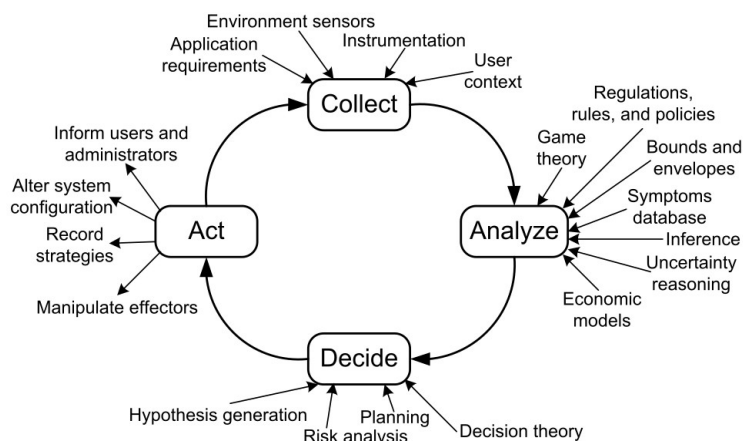 Environment sensors
Application
requirements
Instrumentation
User
context
Collect
Regulations,
rules, and policies
Game
theory
Bounds and
envelopes
Symptoms
database
Inference
Uncertainty
reasoning
Economic
models
Analyze
Inform users and
administrators
Alter system
configuration
Record
strategies
Manipulate effectors
Act
Decide
Hypothesis generation
Risk analysis
Planning
Decision theory